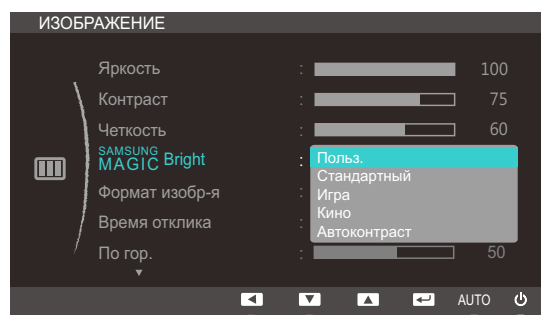 ИЗОБРАЖЕНИЕ
Яркость : 100
Контраст : 75
Четкость : 60
SAMSUNG
MAGIC Bright : Польз.
Стандартный
Формат изобр-я :
Игра
Кино
Время отклика :
Автоконтраст
По гор. : 50
AUTO